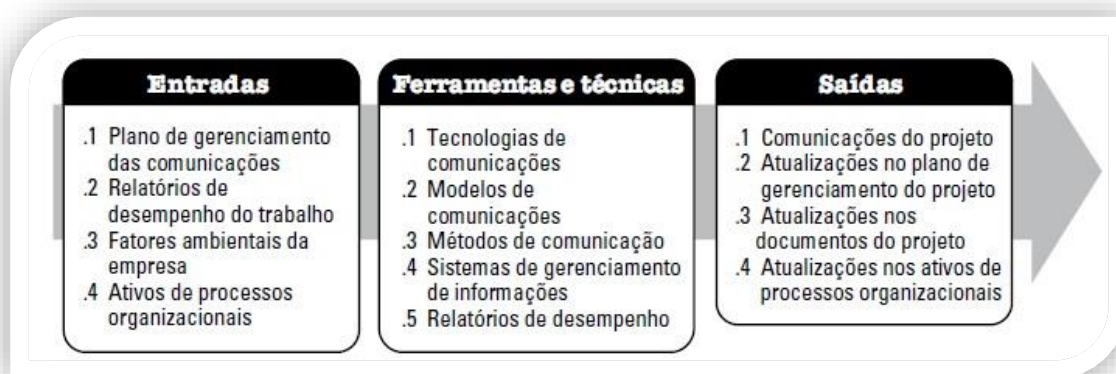 Entradas
.1 Plano de gerenciamento
das comunicações
.2 Relatórios de
desempenho do trabalho
.3 Fatores ambientais da
empresa
.4 Ativos de processos
organizacionais
Ferramentas e técnicas
.1 Tecnologias de
comunicações
.2 Modelos de
comunicações
.3 Métodos de comunicação
.4 Sistemas de gerenciamento
de informações
.5 Relatórios de desempenho
Saídas
.1 Comunicações do projeto
.2 Atualizações no plano de
gerenciamento do projeto
.3 Atualizações nos
documentos do projeto
.4 Atualizações nos ativos de
processos organizacionais